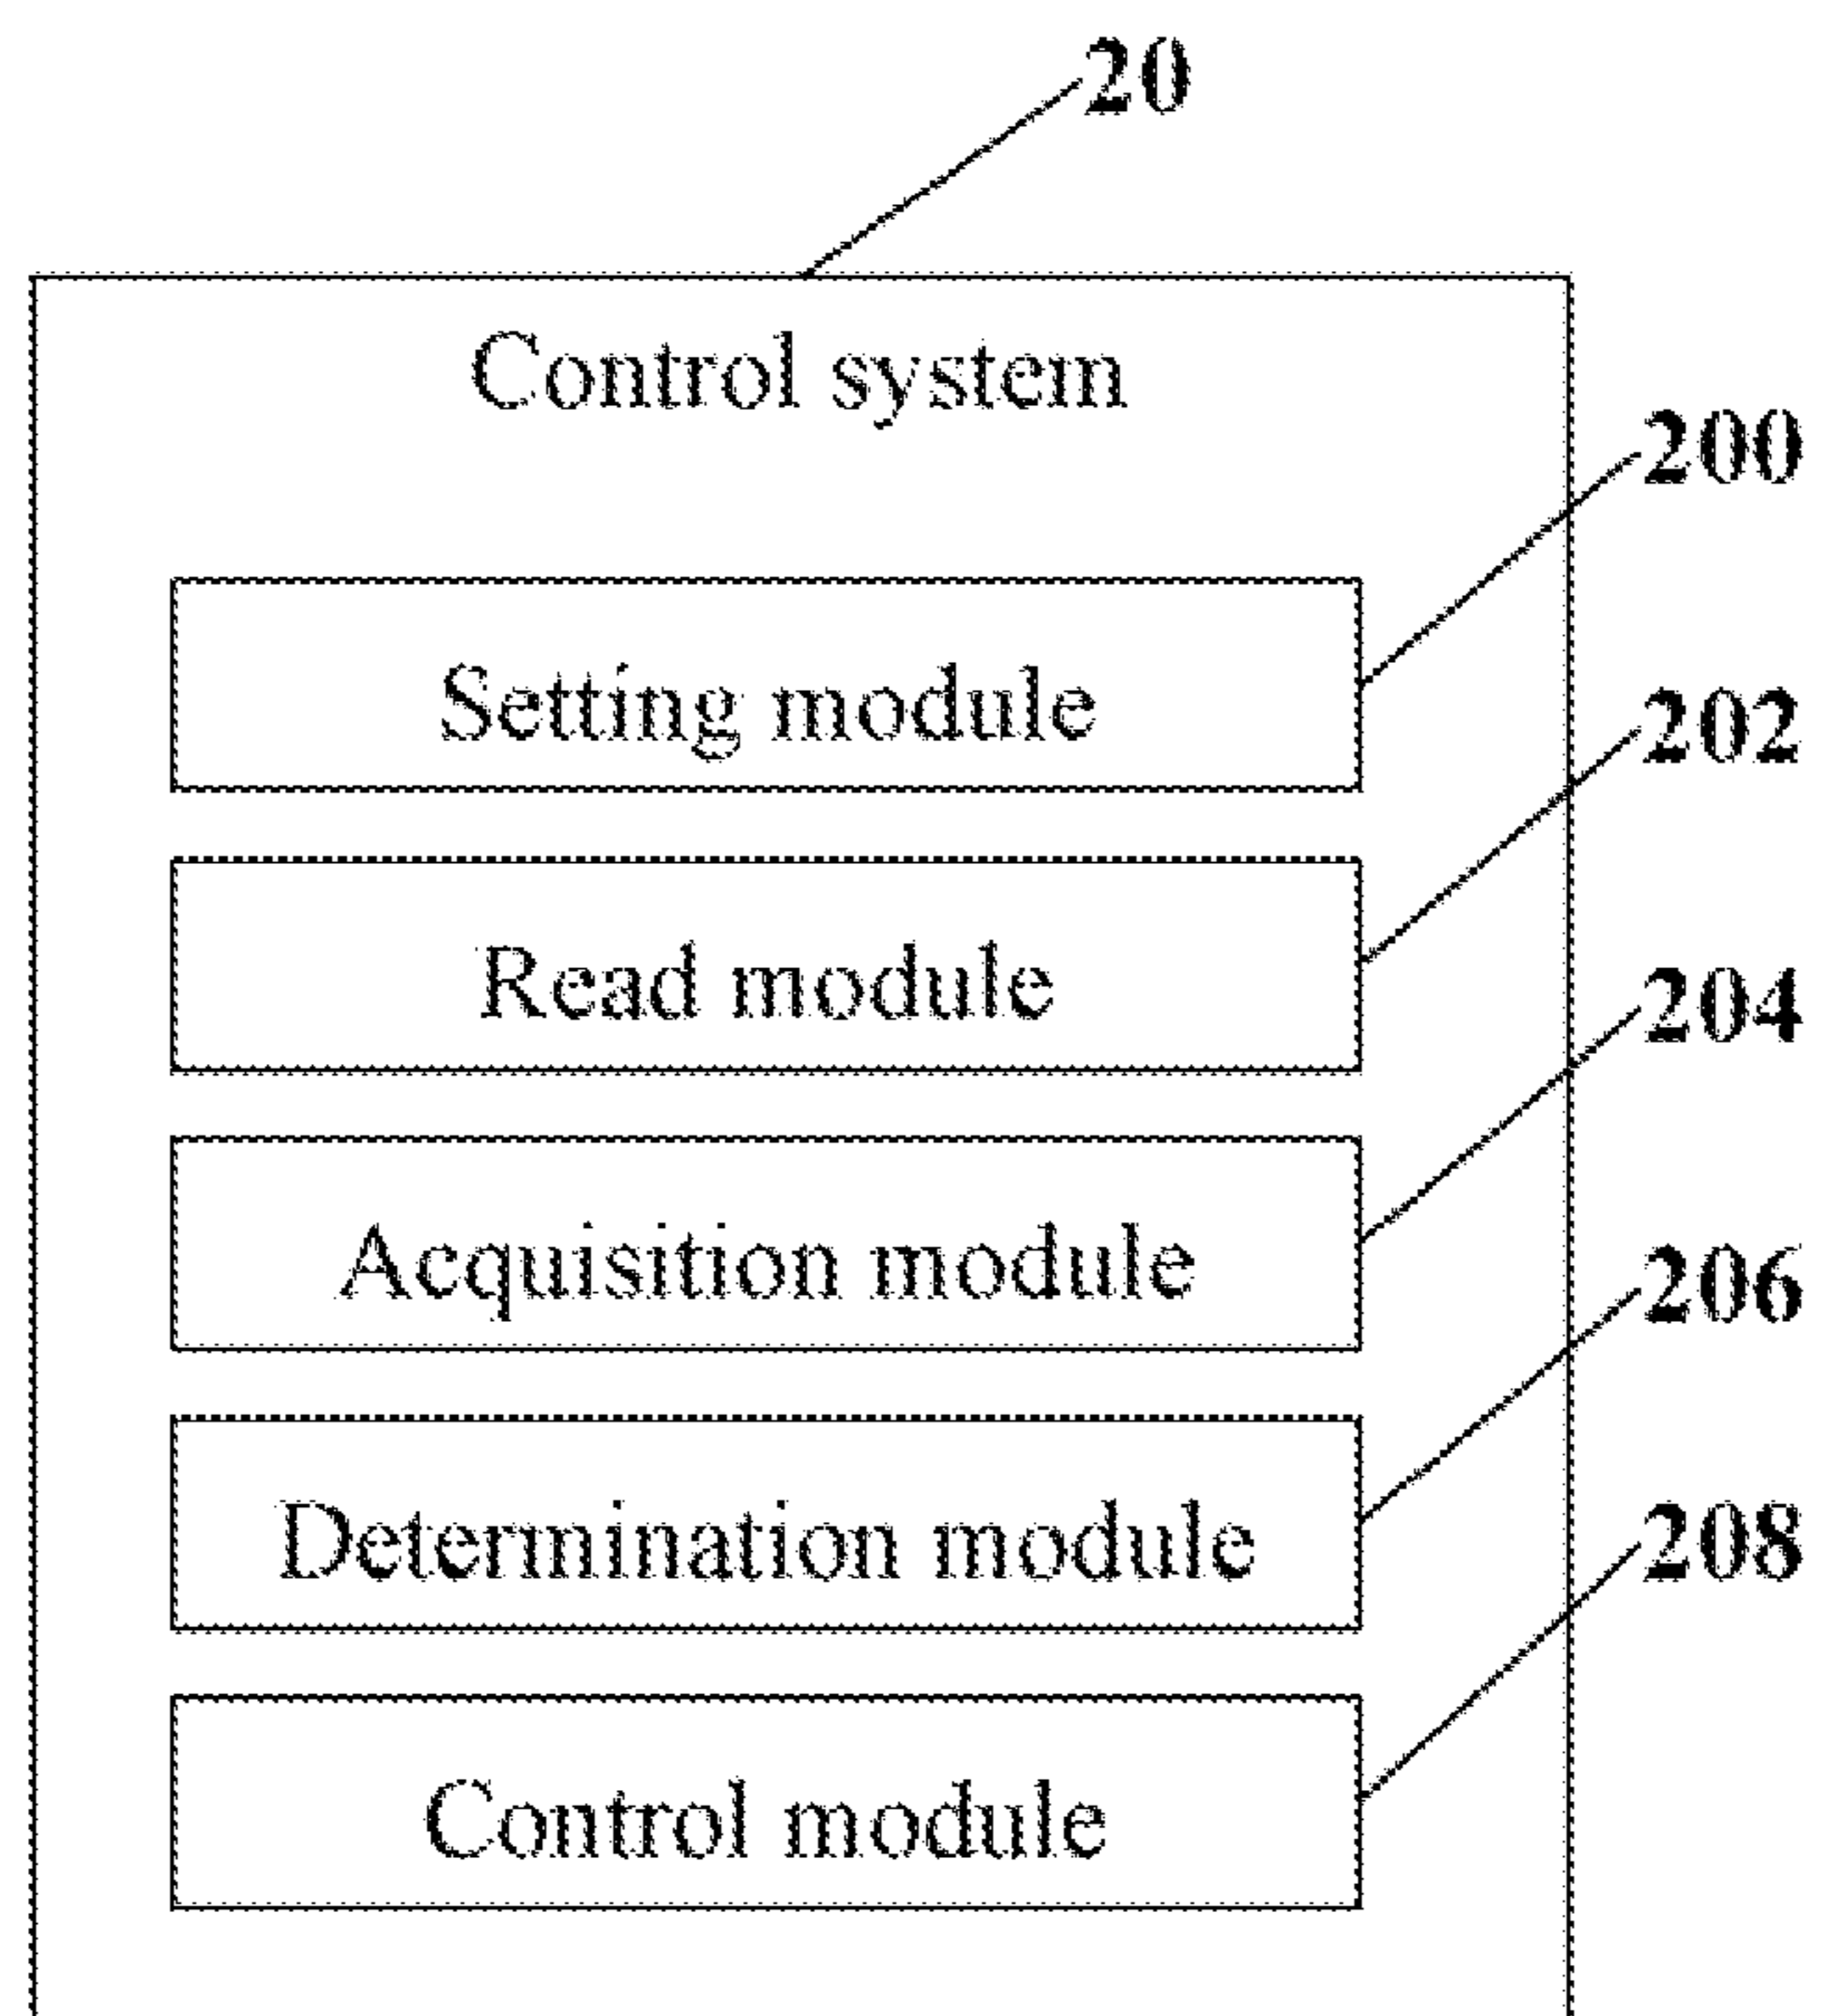 20
Control system
200
Setting module
202
Read module
204
Acquisition module
206
Determination module
208
Control module